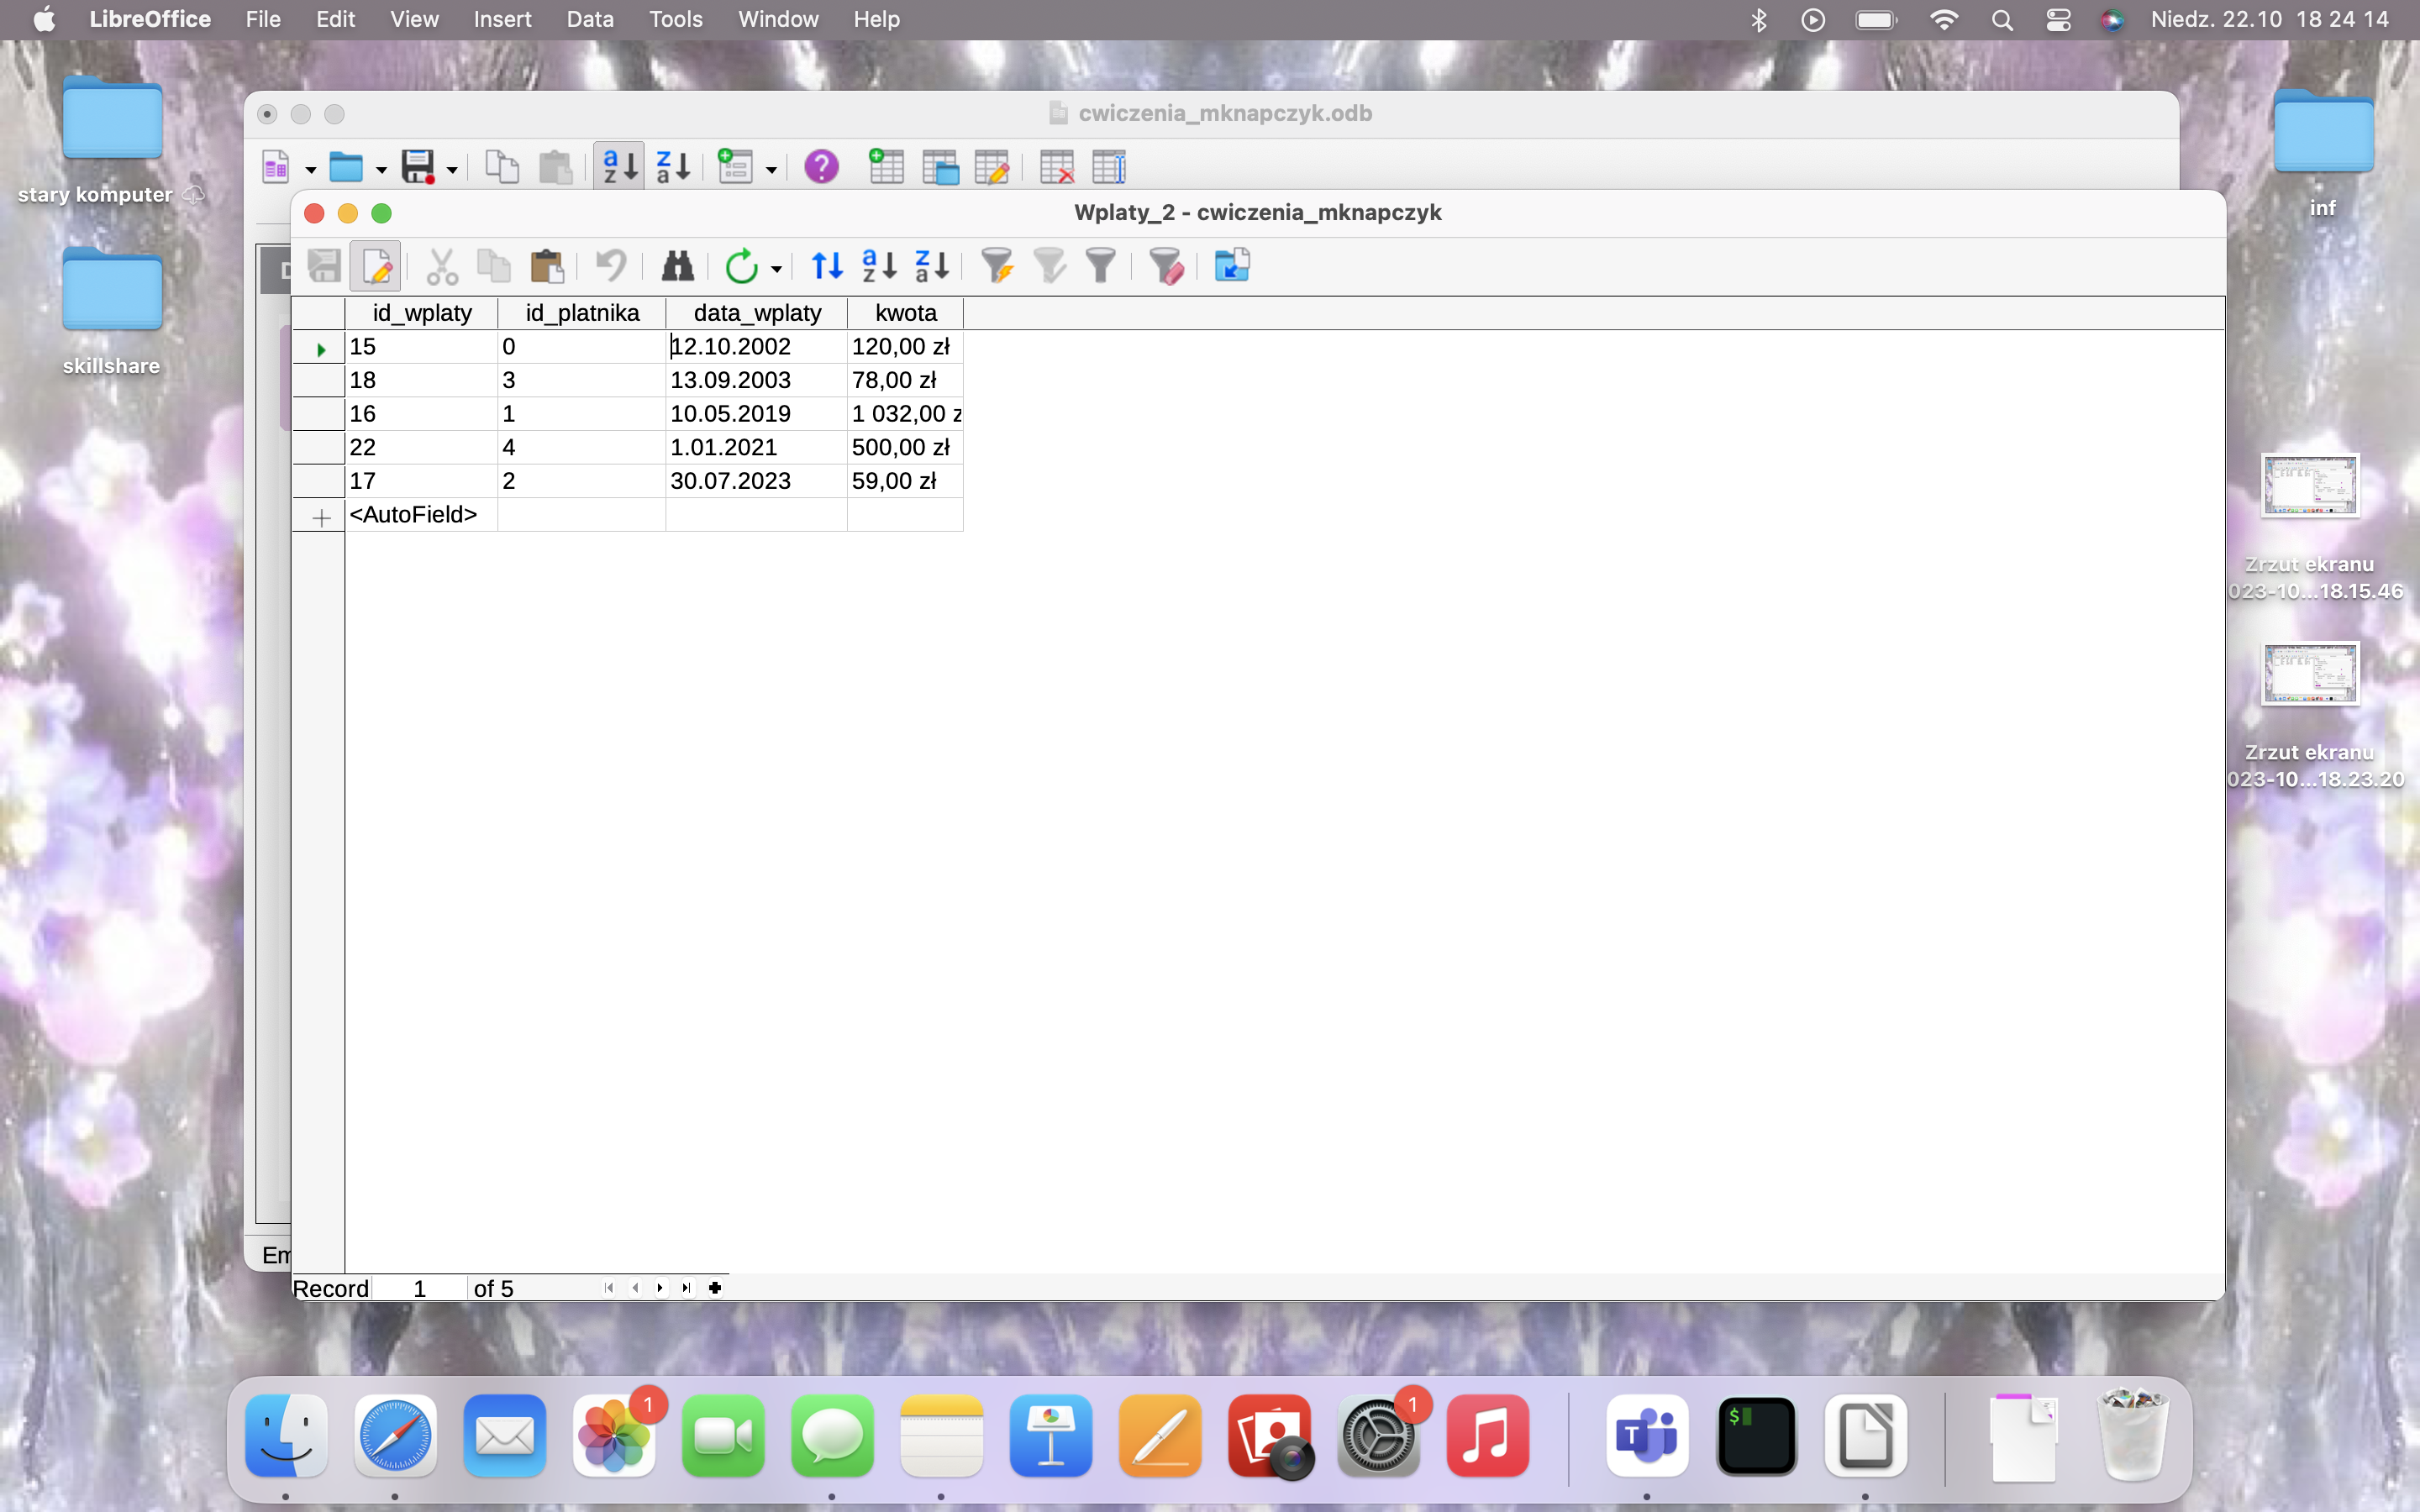 LibreOffice File Edit View Insert Data Tools Window Help Niedz. 22.10 18 24 14
cwiczenia_mknapczyk.odb
stary komputer
inf
Wplaty_2 - cwiczenia_mknapczyk
skillshare
id_wplaty id_platnika data_wplaty kwota
15 0 12.10.2002 120,00 zł
18 3 13.09.2003 78,00 zł
16 1 10.05.2019 1 032,00 z
22 4 1.01.2021 500,00 zł
17 2 30.07.2023 59,00 zł
<AutoField>
Zrzut ekranu
023-10...18.15.46
Zrzut ekranu
023-10...18.23.20
Em
Record 1 of 5
1 1
T $